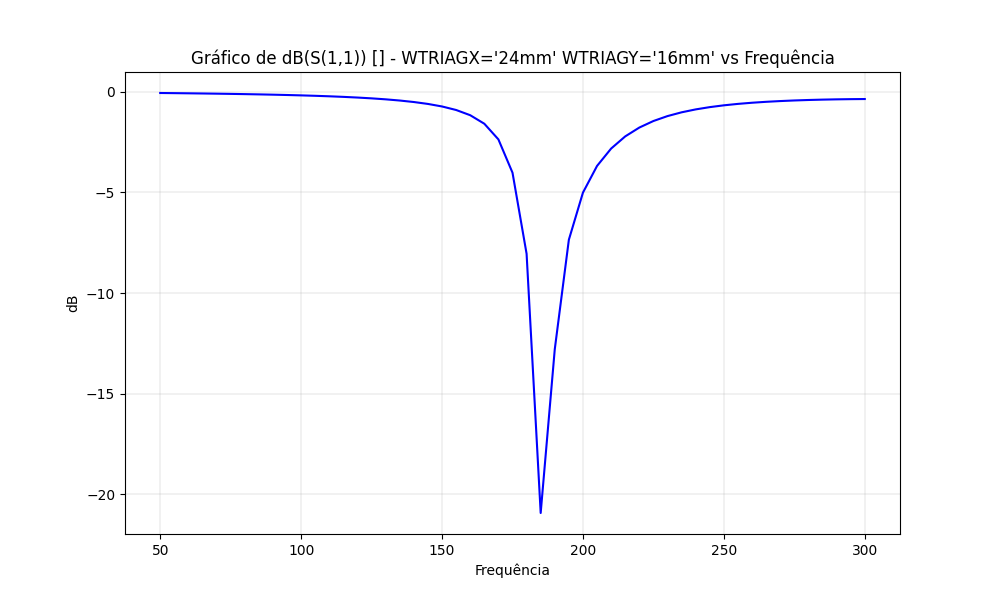 Gráfico de dB(S(1,1)) [] - WTRIAGX='24mm' WTRIAGY='16mm' vs Frequência
0
−5
−10
−15
−20
dB
50 100 150 200 250 300
Frequência